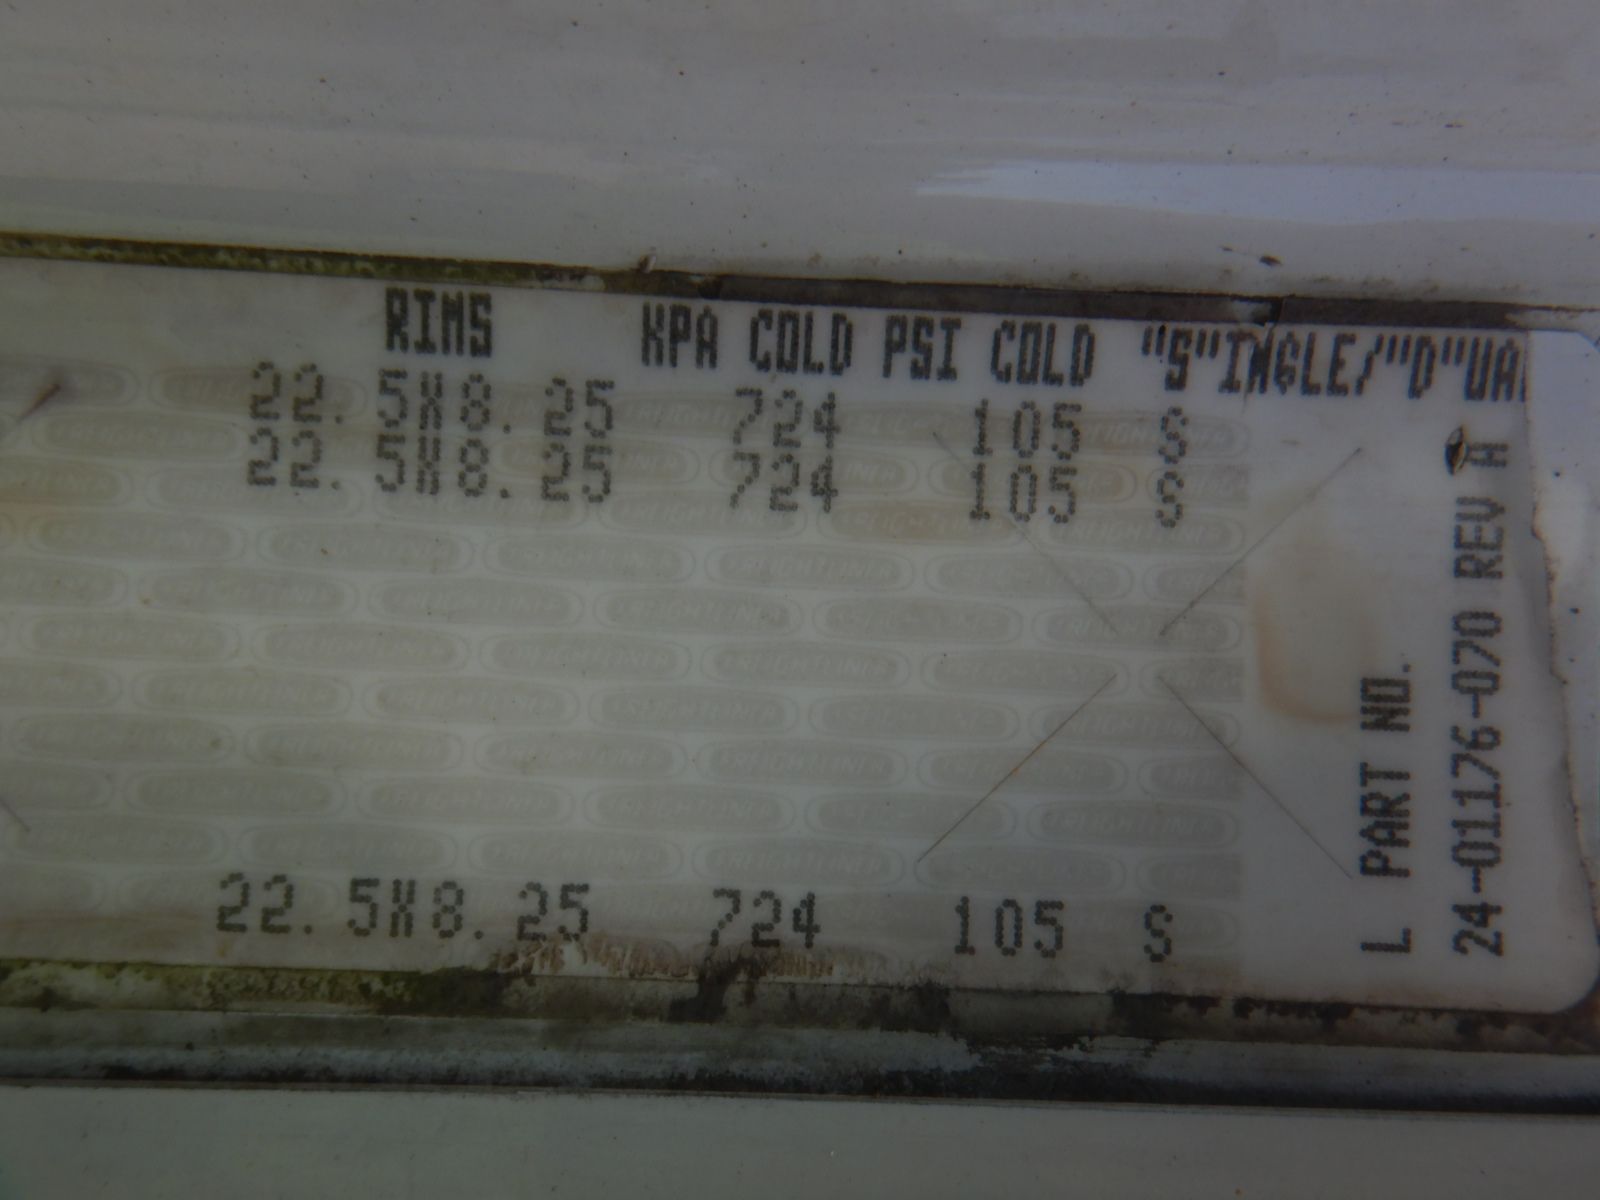 RIMS KPA COLD PSI COLD "S"INGLE/"D"UA
22.5X8.25 724 105 S
22.5X8.25 724 105 S
22.5X8.25 724 105 S
L PART NO.
24-01176-070 REV A
FREIGHTLINER